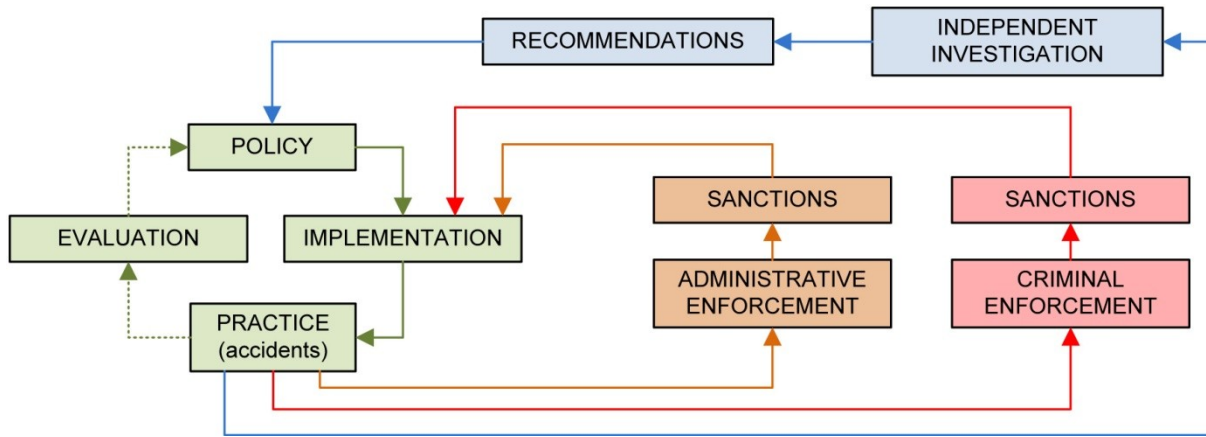 RECOMMENDATIONS
INDEPENDENT
INVESTIGATION
POLICY
SANCTIONS
SANCTIONS
EVALUATION
IMPLEMENTATION
ADMINISTRATIVE
ENFORCEMENT
CRIMINAL
ENFORCEMENT
PRACTICE
(accidents)